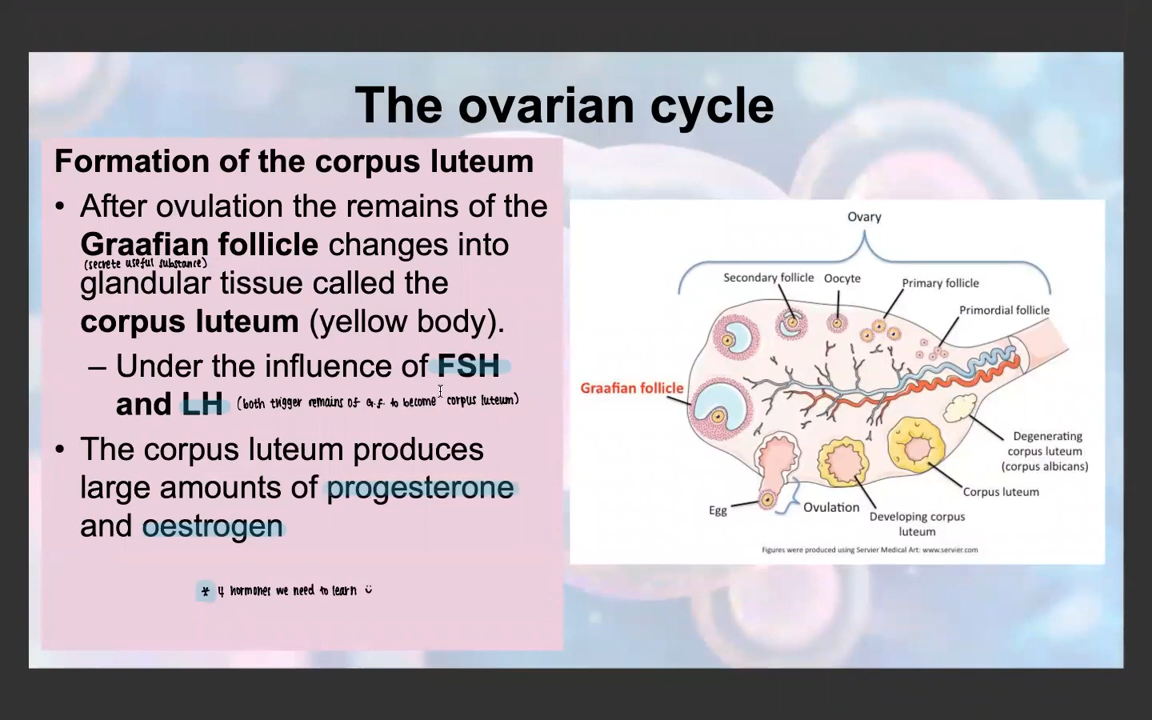 The ovarian cycle
Formation of the corpus luteum
• After ovulation the remains of the
Graafian follicle changes into
(secrete useful substance)
glandular tissue called the
corpus luteum (yellow body).
– Under the influence of FSH
and LH (both trigger remains of G.F. to become corpus luteum)
• The corpus luteum produces
large amounts of progesterone
and oestrogen
* 4 hormones we need to learn
Ovary
Secondary follicle
Oocyte
Primary follicle
Primordial follicle
Graafian follicle
Degenerating
corpus luteum
(corpus albicans)
Corpus luteum
Egg
Ovulation
Developing corpus
luteum
Figures were produced using Servier Medical Art: www.servier.com